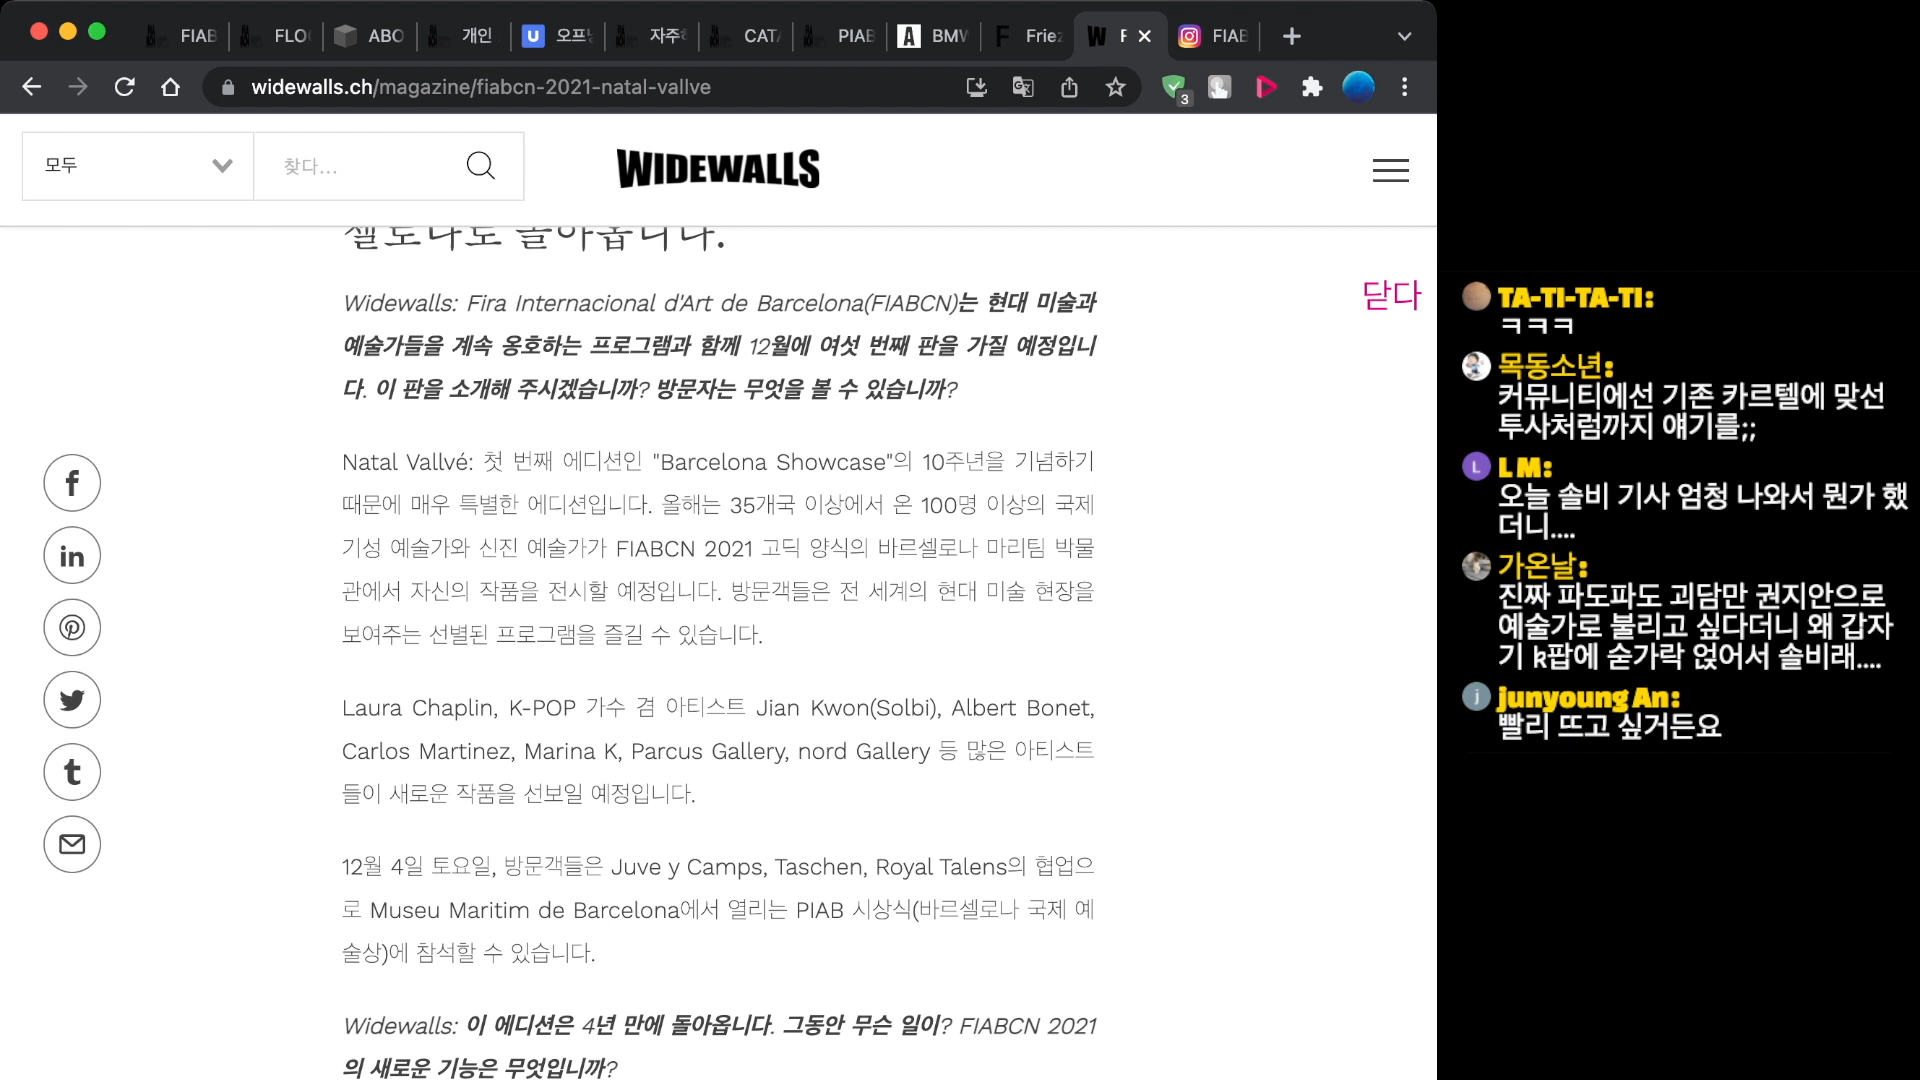 FIAB
FLO
ABO
개인
오프닝
자주하
CAT
PIAB
BMW
Friez
F
FIAB
widewalls.ch/magazine/fiabcn-2021-natal-vallve
3
모두
찾다...
WIDEWALLS
셀로나로 돌아옵니다.
닫다
Widewalls: Fira Internacional d'Art de Barcelona(FIABCN)는 현대 미술과
예술가들을 계속 옹호하는 프로그램과 함께 12월에 여섯 번째 판을 가질 예정입니
다. 이 판을 소개해 주시겠습니까? 방문자는 무엇을 볼 수 있습니까?
Natal Vallvé: 첫 번째 에디션인 "Barcelona Showcase"의 10주년을 기념하기
때문에 매우 특별한 에디션입니다. 올해는 35개국 이상에서 온 100명 이상의 국제
기성 예술가와 신진 예술가가 FIABCN 2021 고딕 양식의 바르셀로나 마리팀 박물
관에서 자신의 작품을 전시할 예정입니다. 방문객들은 전 세계의 현대 미술 현장을
보여주는 선별된 프로그램을 즐길 수 있습니다.
Laura Chaplin, K-POP 가수 겸 아티스트 Jian Kwon(Solbi), Albert Bonet,
Carlos Martinez, Marina K, Parcus Gallery, nord Gallery 등 많은 아티스트
들이 새로운 작품을 선보일 예정입니다.
12월 4일 토요일, 방문객들은 Juve y Camps, Taschen, Royal Talens의 협업으
로 Museu Maritim de Barcelona에서 열리는 PIAB 시상식(바르셀로나 국제 예
술상)에 참석할 수 있습니다.
Widewalls: 이 에디션은 4년 만에 돌아옵니다. 그동안 무슨 일이? FIABCN 2021
의 새로운 기능은 무엇입니까?
TA-TI-TA-TI:
ㅋㅋㅋ
목동소년:
커뮤니티에선 기존 카르텔에 맞선
투사처럼까지 얘기를;;
L M:
오늘 솔비 기사 엄청 나와서 뭔가 했
더니....
가온날:
진짜 파도파도 괴담만 권지안으로
예술가로 불리고 싶다더니 왜 갑자
기 k팝에 숟가락 얹어서 솔비래....
junyoung An:
빨리 뜨고 싶거든요